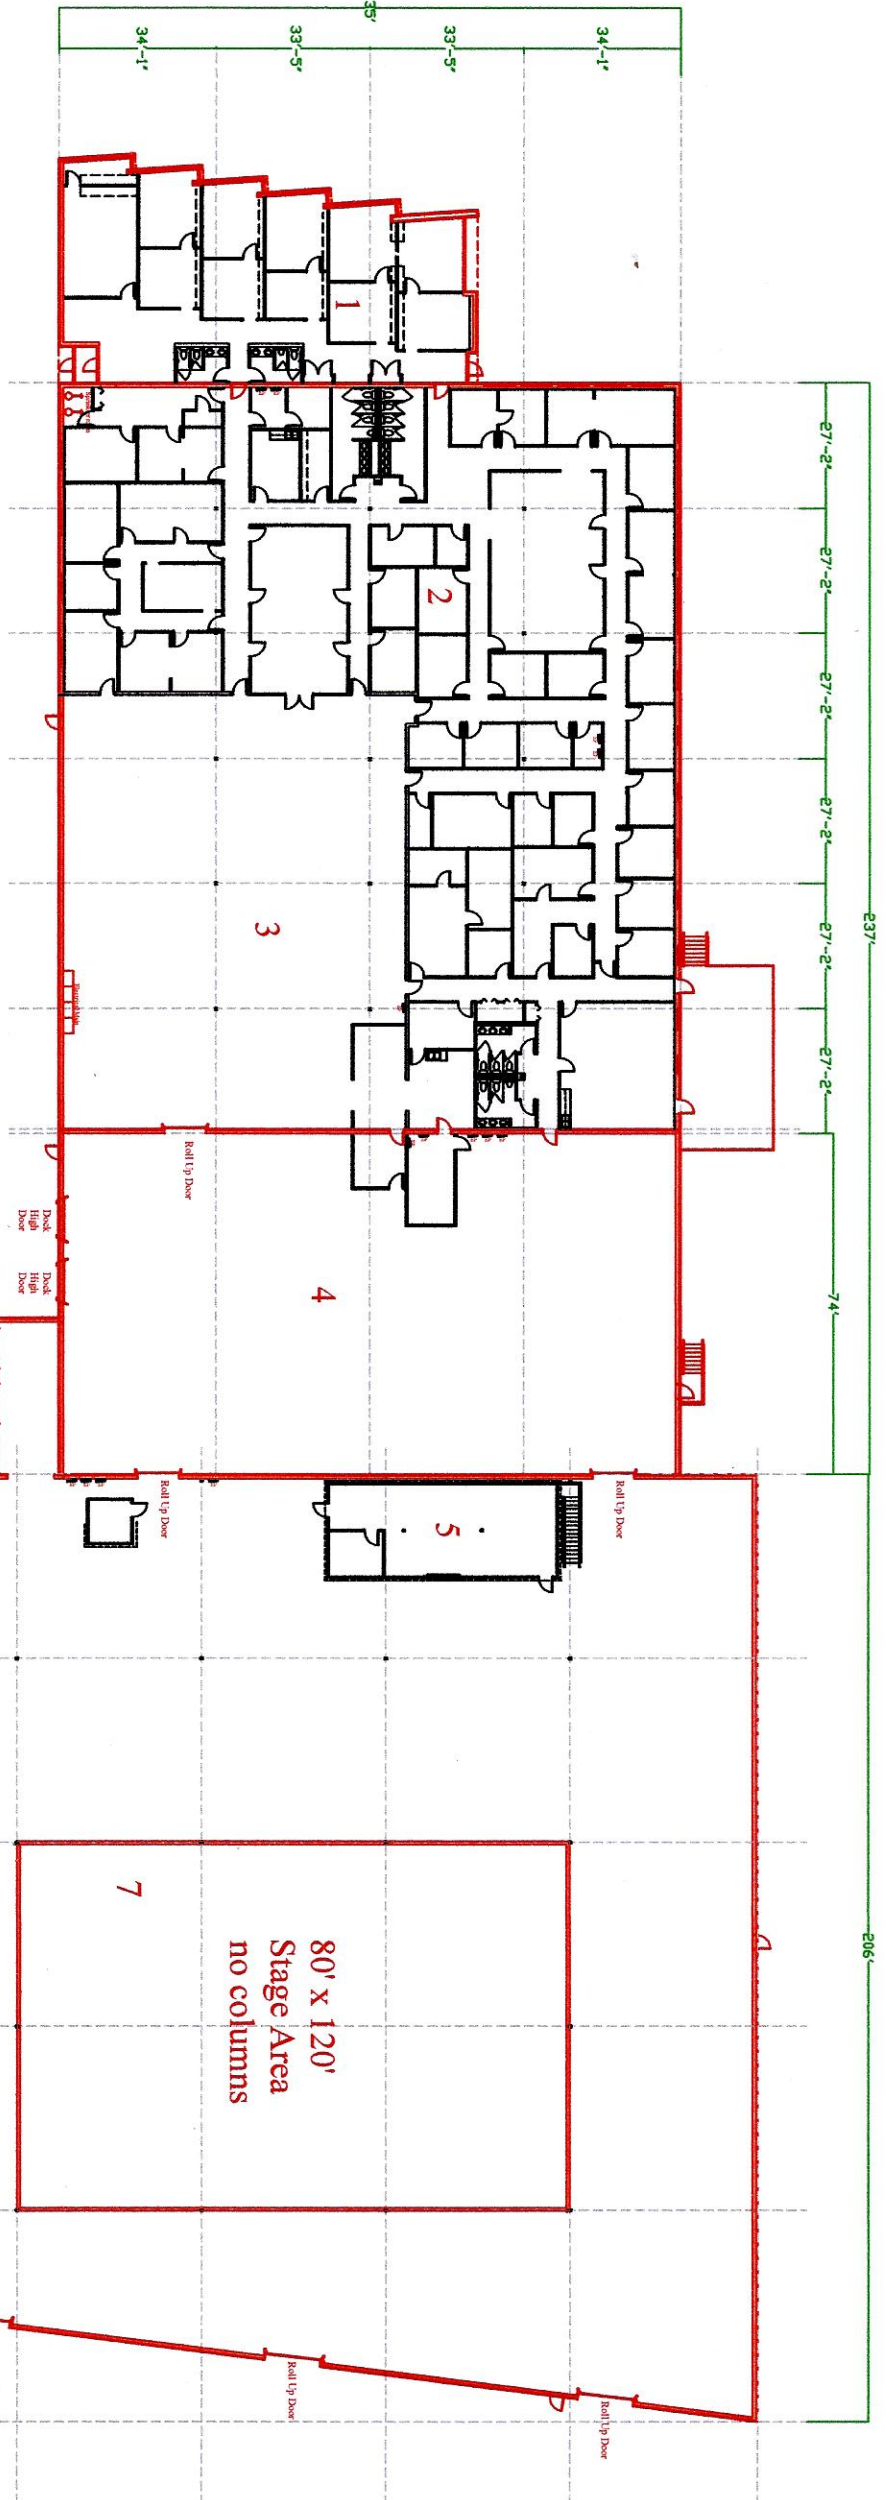 35'
34'-1"
33'-5"
33'-5"
34'-1"
1
27'-2"
27'-2"
27'-2"
27'-2"
27'-2"
27'-2"
237'
2
3
Roll Up Door
Dock
High
Door
Dock
High
Door
4
74'
Roll Up Door
Roll Up Door
5
206'
7
80' x 120'
Stage Area
no columns
Roll Up Door
Roll Up Door